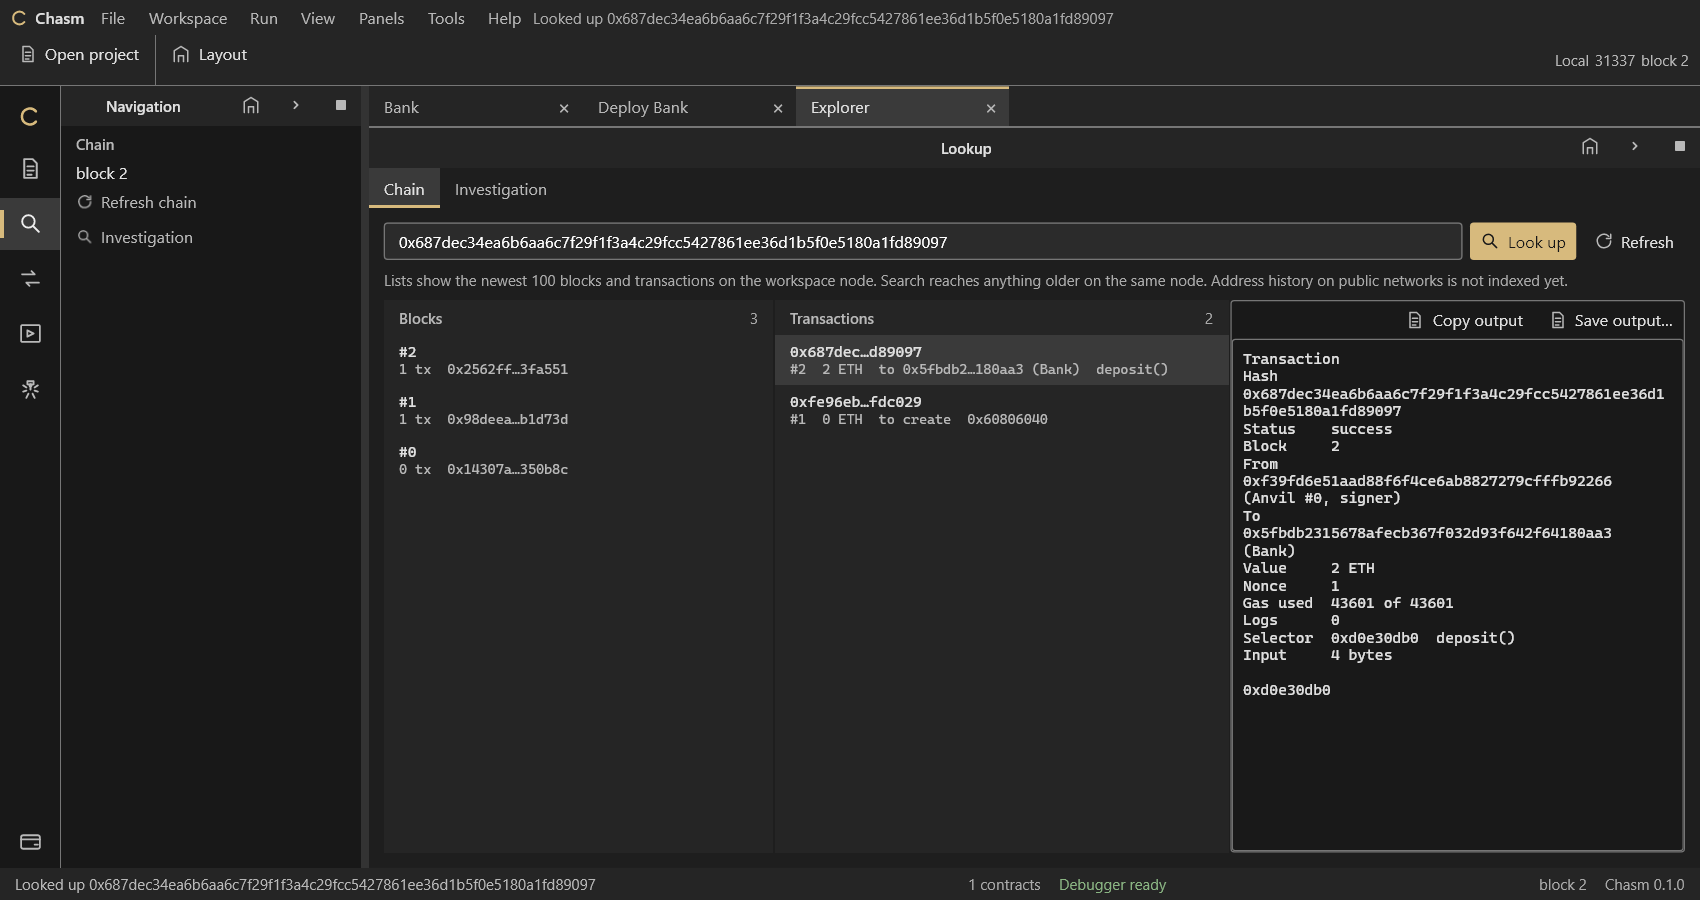 Chasm File Workspace Run View Panels Tools Help Looked up 0x687dec34ea6b6aa6c7f29f1f3a4c29fcc5427861ee36d1b5f0e5180a1fd89097
Open project Layout
Local 31337 block 2
Navigation
Chain
block 2
Refresh chain
Investigation
Bank
Deploy Bank
Explorer
Lookup
Chain Investigation
0x687dec34ea6b6aa6c7f29f1f3a4c29fcc5427861ee36d1b5f0e5180a1fd89097
Look up
Refresh
Lists show the newest 100 blocks and transactions on the workspace node. Search reaches anything older on the same node. Address history on public networks is not indexed yet.
Blocks 3
#2
1 tx 0x2562ff…3fa551
#1
1 tx 0x98deea…b1d73d
#0
0 tx 0x14307a…350b8c
Transactions 2
0x687dec…d89097
#2 2 ETH to 0x5fbdb2…180aa3 (Bank) deposit()
0xfe96eb…fdc029
#1 0 ETH to create 0x60806040
Copy output Save output...
Transaction
Hash
0x687dec34ea6b6aa6c7f29f1f3a4c29fcc5427861ee36d1
b5f0e5180a1fd89097
Status success
Block 2
From
0xf39fd6e51aad88f6f4ce6ab8827279cfffb92266
(Anvil #0, signer)
To
0x5fbdb2315678afecb367f032d93f642f64180aa3
(Bank)
Value 2 ETH
Nonce 1
Gas used 43601 of 43601
Logs 0
Selector 0xd0e30db0 deposit()
Input 4 bytes
0xd0e30db0
Looked up 0x687dec34ea6b6aa6c7f29f1f3a4c29fcc5427861ee36d1b5f0e5180a1fd89097
1 contracts Debugger ready
block 2 Chasm 0.1.0